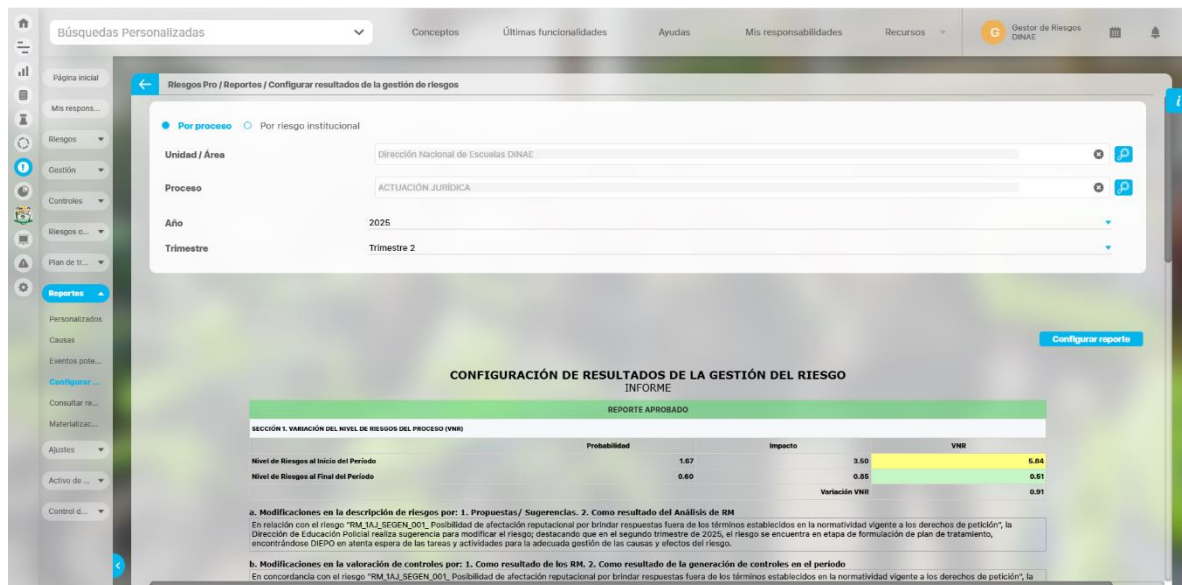 Búsquedas Personalizadas
Conceptos
Últimas funcionalidades
Ayudas
Mis responsabilidades
Recursos
G
Gestor de Riesgos
DINAE
Página inicial
Mis respons...
Riesgos
Gestión
Controles
Riesgos o...
Plan de tr...
Reportes
Personalizados
Causas
Eventos pote...
Configurar ...
Consultar re...
Materializac...
Ajustes
Activo de ...
Control d...
Riesgos Pro / Reportes / Configurar resultados de la gestión de riesgos
i
Por proceso Por riesgo institucional
Unidad / Área Dirección Nacional de Escuelas DINAE
Proceso ACTUACIÓN JURÍDICA
Año 2025
Trimestre Trimestre 2
Configurar reporte
CONFIGURACIÓN DE RESULTADOS DE LA GESTIÓN DEL RIESGO
INFORME
REPORTE APROBADO
SECCIÓN 1. VARIACIÓN DEL NIVEL DE RIESGOS DEL PROCESO (VNR)
Probabilidad Impacto VNR
Nivel de Riesgos al Inicio del Período 1.67 3.50 5.84
Nivel de Riesgos al Final del Período 0.60 0.85 0.51
Variación VNR 0.91
a. Modificaciones en la descripción de riesgos por: 1. Propuestas/ Sugerencias. 2. Como resultado del Análisis de RM
En relación con el riesgo "RM_1AJ_SEGEN_001_ Posibilidad de afectación reputacional por brindar respuestas fuera de los términos establecidos en la normatividad vigente a los derechos de petición", la
Dirección de Educación Policial realiza sugerencia para modificar el riesgo; destacando que en el segundo trimestre de 2025, el riesgo se encuentra en etapa de formulación de plan de tratamiento,
encontrándose DIEPO en atenta espera de las tareas y actividades para la adecuada gestión de las causas y efectos del riesgo.
b. Modificaciones en la valoración de controles por: 1. Como resultado de los RM. 2. Como resultado de la generación de controles en el periodo
En concordancia con el riesgo "RM_1AJ_SEGEN_001_ Posibilidad de afectación reputacional por brindar respuestas fuera de los términos establecidos en la normatividad vigente a los derechos de petición", la